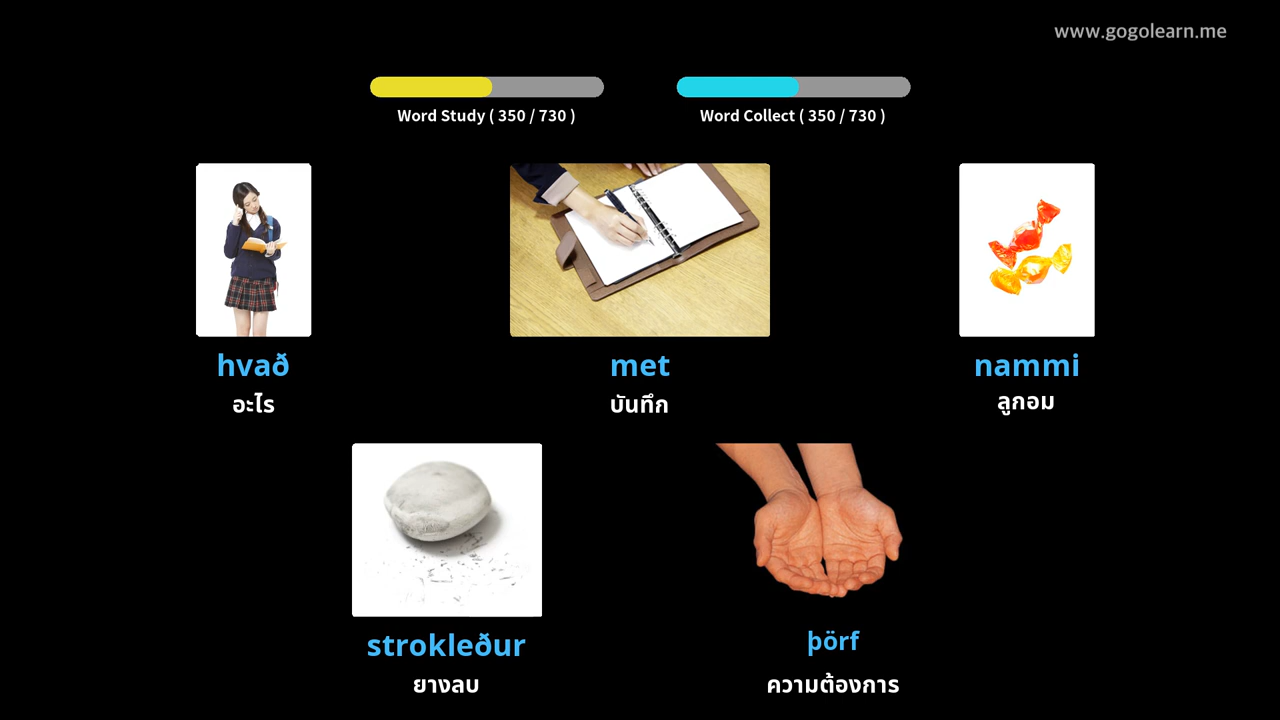 www.gogolearn.me
Word Study ( 350 / 730 )
Word Collect ( 350 / 730 )
hvað
met
nammi
อะไร
บันทึก
ลูกอม
strokleður
þörf
ยางลบ
ความต้องการ